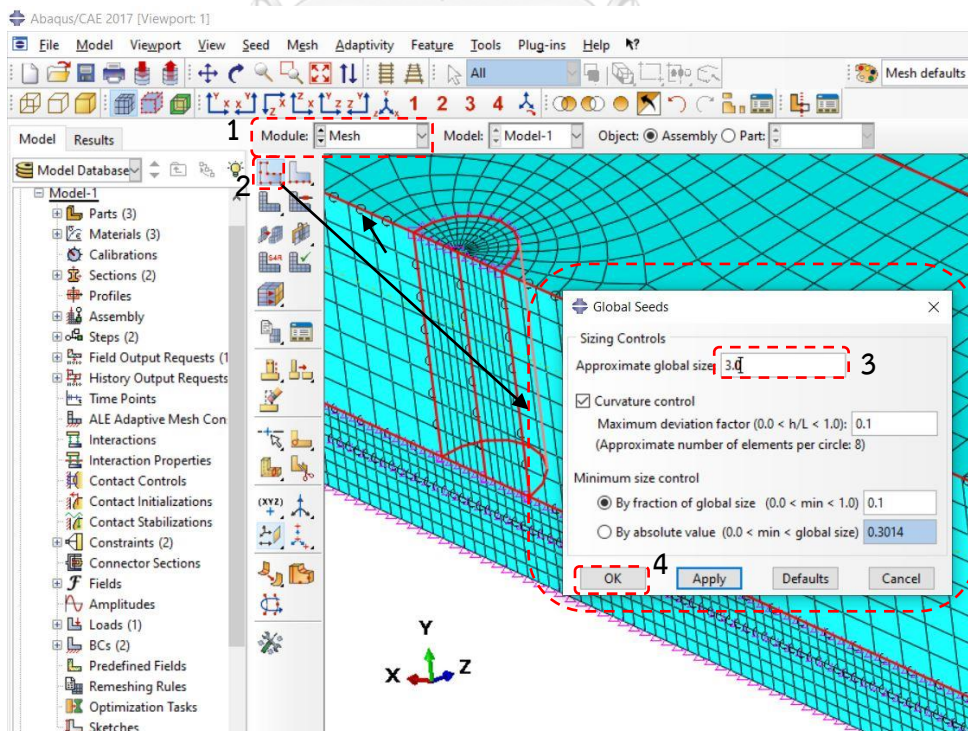 Abaqus/CAE 2017 [Viewport: 1]
File Model Viewport View Seed Mesh Adaptivity Feature Tools Plug-ins Help
All
Mesh defaults
1 2 3 4
Model Results
1
Module: Mesh Model: Model-1 Object: Assembly Part:
Model Database
2
Model-1
Parts (3)
Materials (3)
Calibrations
Sections (2)
Profiles
Assembly
Steps (2)
Field Output Requests (1
History Output Requests
Time Points
ALE Adaptive Mesh Con
Interactions
Interaction Properties
Contact Controls
Contact Initializations
Contact Stabilizations
Constraints (2)
Connector Sections
Fields
Amplitudes
Loads (1)
BCs (2)
Predefined Fields
Remeshing Rules
Optimization Tasks
Sketches
S4R
(XYZ)
Global Seeds
Sizing Controls
Approximate global size: 3.0
3
Curvature control
Maximum deviation factor (0.0 < h/L < 1.0): 0.1
(Approximate number of elements per circle: 8)
Minimum size control
By fraction of global size (0.0 < min < 1.0) 0.1
By absolute value (0.0 < min < global size) 0.3014
4
OK Apply Defaults Cancel
Y
X Z